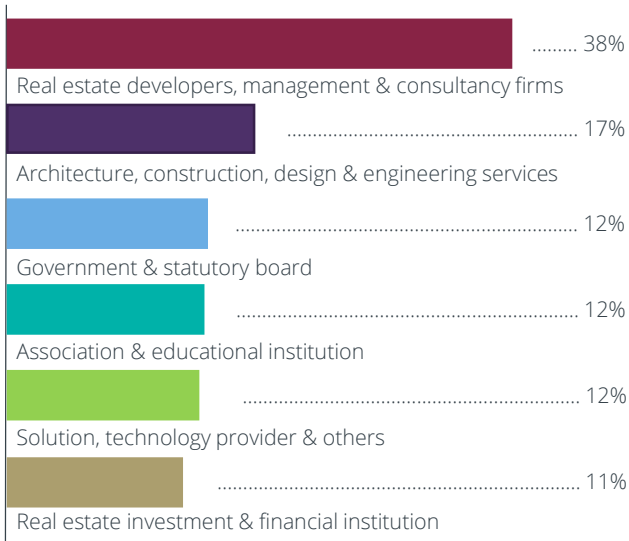 ......... 38%
Real estate developers, management & consultancy firms
................................................... 17%
Architecture, construction, design & engineering services
............................................................ 12%
Government & statutory board
............................................................ 12%
Association & educational institution
........................................................... 12%
Solution, technology provider & others
................................................................ 11%
Real estate investment & financial institution